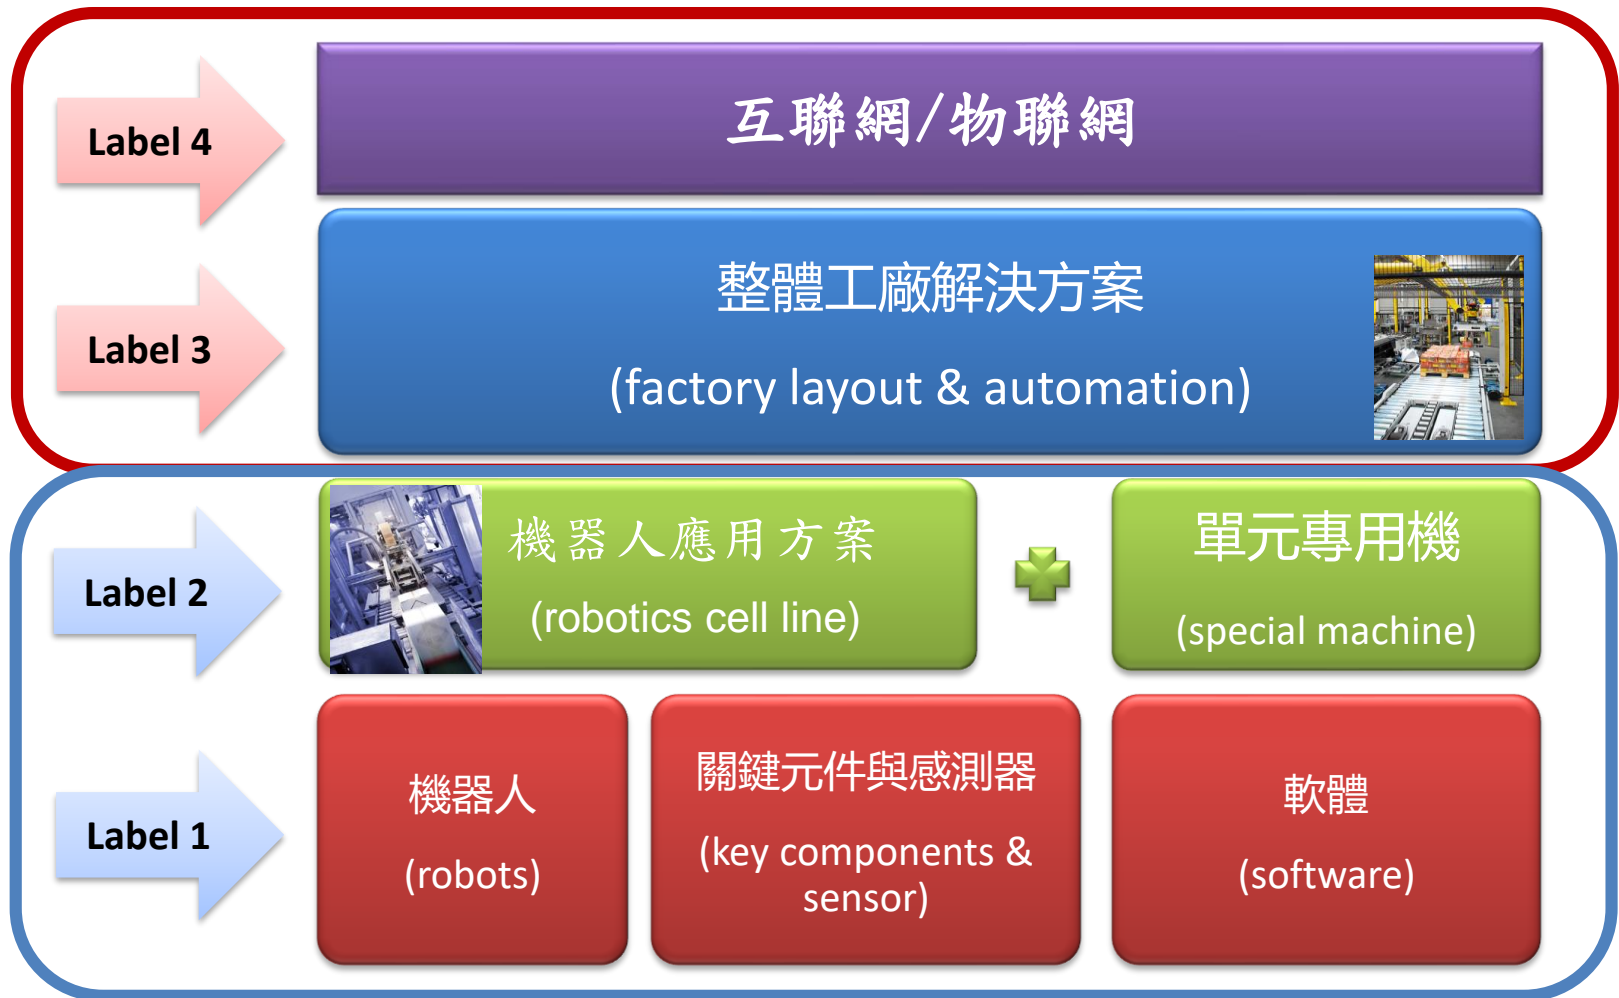 Label 4
互聯網/物聯網
Label 3
整體工廠解決方案
(factory layout & automation)
Label 2
機器人應用方案
(robotics cell line)
單元專用機
(special machine)
Label 1
機器人
(robots)
關鍵元件與感測器
(key components &
sensor)
軟體
(software)